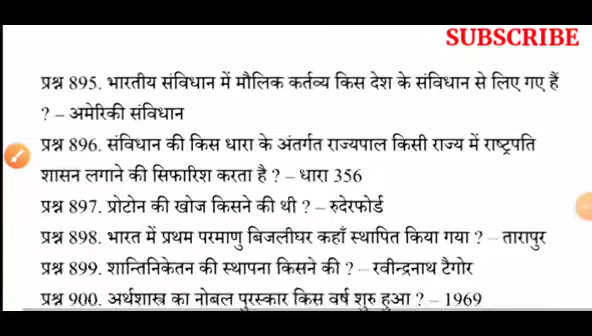 SUBSCRIBE
प्रश्न 895. भारतीय संविधान में मौलिक कर्तव्य किस देश के संविधान से लिए गए हैं
? – अमेरिकी संविधान
प्रश्न 896. संविधान की किस धारा के अंतर्गत राज्यपाल किसी राज्य में राष्ट्रपति
शासन लगाने की सिफारिश करता है ? – धारा 356
प्रश्न 897. प्रोटोन की खोज किसने की थी ? – रुदेरफोर्ड
प्रश्न 898. भारत में प्रथम परमाणु बिजलीघर कहाँ स्थापित किया गया ? – तारापुर
प्रश्न 899. शान्तिनिकेतन की स्थापना किसने की ? – रवीन्द्रनाथ टैगोर
प्रश्न 900. अर्थशास्त्र का नोबल पुरस्कार किस वर्ष शुरु हुआ ? – 1969